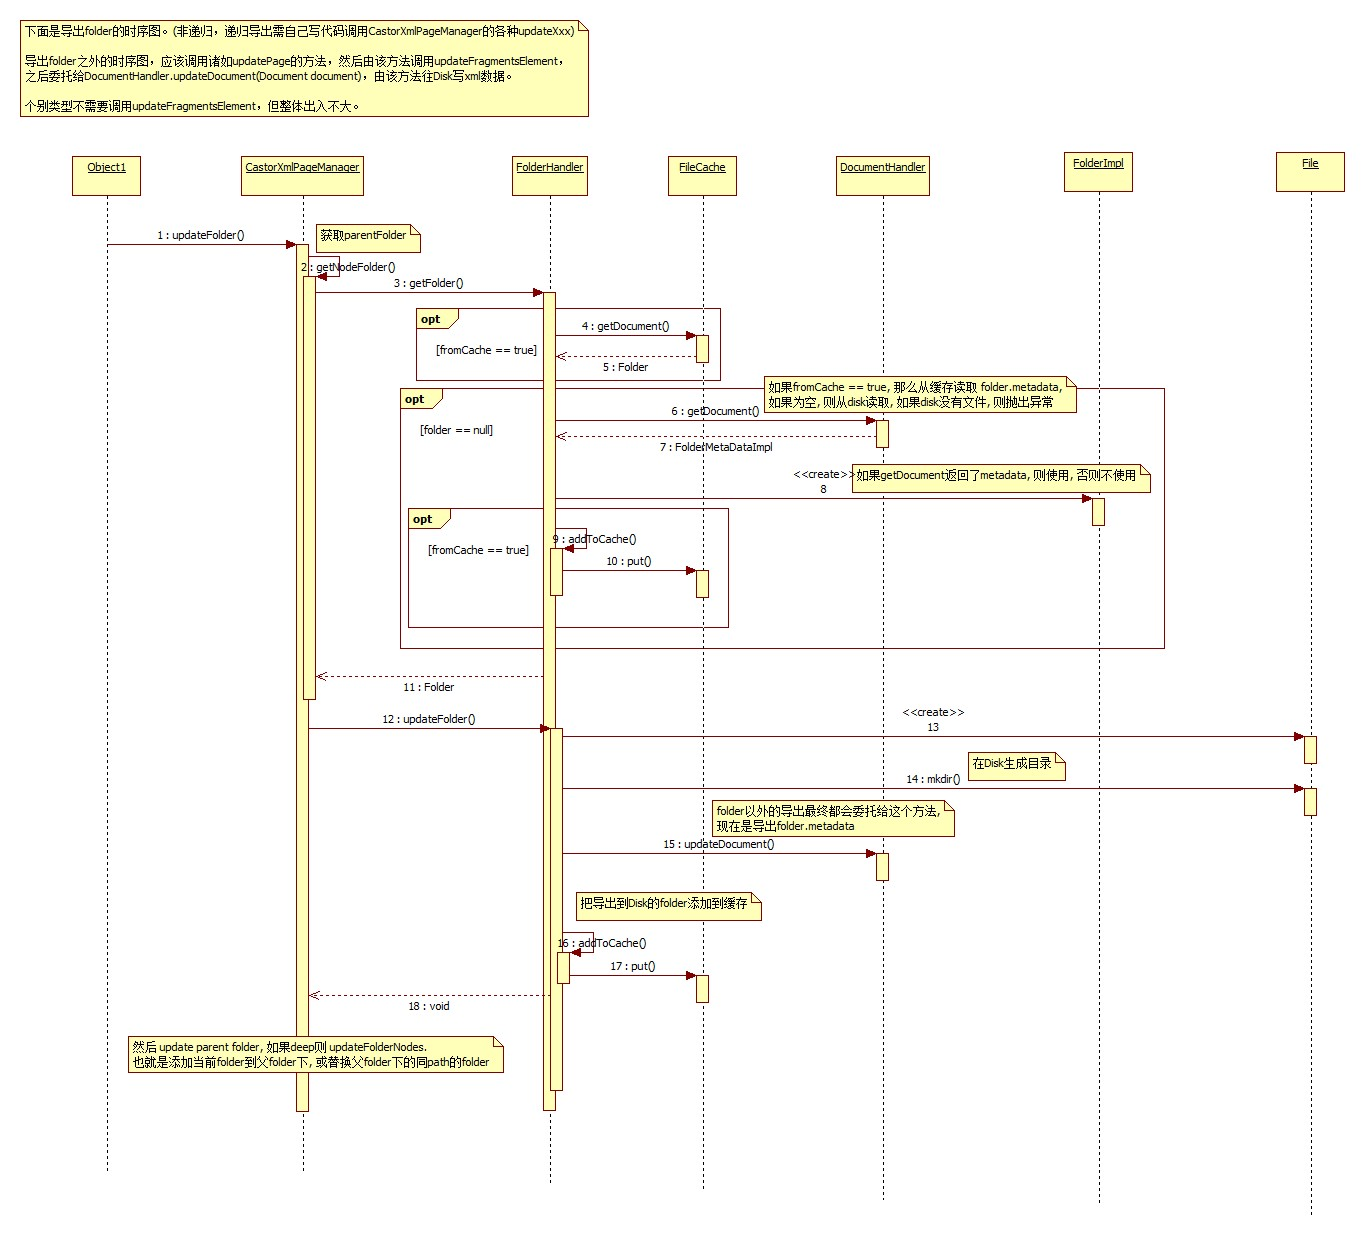 下面是导出folder的时序图。(非递归，递归导出需自己写代码调用CastorXmlPageManager的各种updateXxx)
导出folder之外的时序图，应该调用诸如updatePage的方法，然后由该方法调用updateFragmentsElement，
之后委托给DocumentHandler.updateDocument(Document document)，由该方法往Disk写xml数据。
个别类型不需要调用updateFragmentsElement，但整体出入不大。
Object1
CastorXmlPageManager
FolderHandler
FileCache
DocumentHandler
FolderImpl
File
1 : updateFolder()
获取parentFolder
2 : getNodeFolder()
3 : getFolder()
opt
4 : getDocument()
[fromCache == true]
5 : Folder
如果fromCache == true, 那么从缓存读取 folder.metadata,
如果为空, 则从disk读取, 如果disk没有文件, 则抛出异常
opt
6 : getDocument()
[folder == null]
7 : FolderMetaDataImpl
<<create>>
如果getDocument返回了metadata, 则使用, 否则不使用
8
opt
9 : addToCache()
[fromCache == true]
10 : put()
11 : Folder
12 : updateFolder()
<<create>>
13
在Disk生成目录
14 : mkdir()
folder以外的导出最终都会委托给这个方法,
现在是导出folder.metadata
15 : updateDocument()
把导出到Disk的folder添加到缓存
16 : addToCache()
17 : put()
18 : void
然后 update parent folder, 如果deep则 updateFolderNodes.
也就是添加当前folder到父folder下, 或替换父folder下的同path的folder